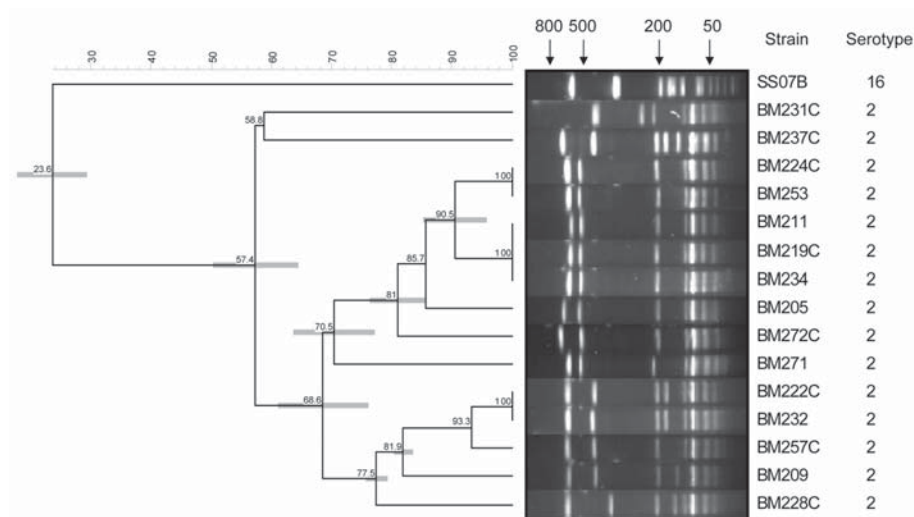 800 500 200 50 Strain Serotype
30 40 50 60 70 80 90 100
SS07B 16
BM231C 2
58.8
BM237C 2
BM224C 2
23.6
100
BM253 2
90.5
BM211 2
BM219C 2
57.4
85.7
100
BM234 2
81
BM205 2
70.5
BM272C 2
BM271 2
BM222C 2
68.6
100
BM232 2
93.3
BM257C 2
81.9
BM209 2
77.5
BM228C 2